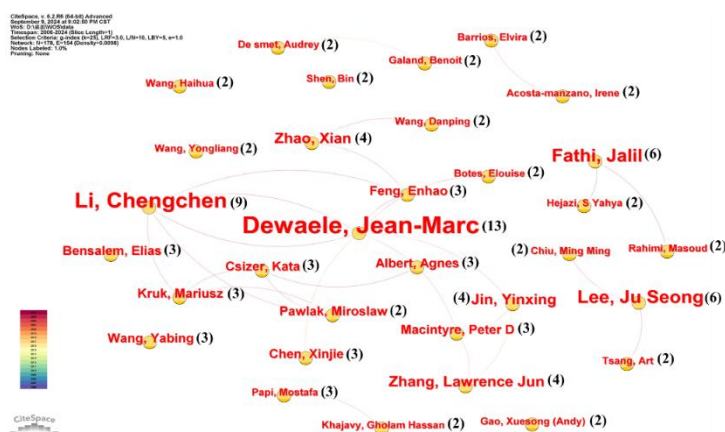 CiteSpace, v. 6.2.R6 (64-bit) Advanced
September 9, 2024 at 9:02:50 PM CST
Timespan: 2006-2024 (Slice Length=1)
Selection Criteria: g-index (k=25), LRF=3.0, L/N=10, LBY=5, e=1.0
Network: N=178, E=154 (Density=0.0098)
Nodes Labeled: 1.0%
Pruning: None
De smet, Audrey (2)
Barrios, Elvira (2)
Galand, Benoit (2)
Shen, Bin (2)
Wang, Haihua (2)
Acosta-manzano, Irene (2)
Wang, Danping (2)
Zhao, Xian (4)
Wang, Yongliang (2)
Fathi, Jalil (6)
Botes, Elouise (2)
Feng, Enhao (3)
Li, Chengchen (9)
Hejazi, S Yahya (2)
Dewaele, Jean-Marc (13)
Bensalem, Elias (3)
(2) Chiu, Ming Ming
Rahimi, Masoud (2)
Csizer, Kata (3)
Albert, Agnes (3)
Kruk, Mariusz (3)
(4) Jin, Yinxing
Lee, Ju Seong (6)
Pawlak, Miroslaw (2)
Macintyre, Peter D (3)
Wang, Yabing (3)
Chen, Xinjie (3)
Tsang, Art (2)
Zhang, Lawrence Jun (4)
Papi, Mostafa (3)
Khajavy, Gholam Hassan (2)
Gao, Xuesong (Andy) (2)
CiteSpace